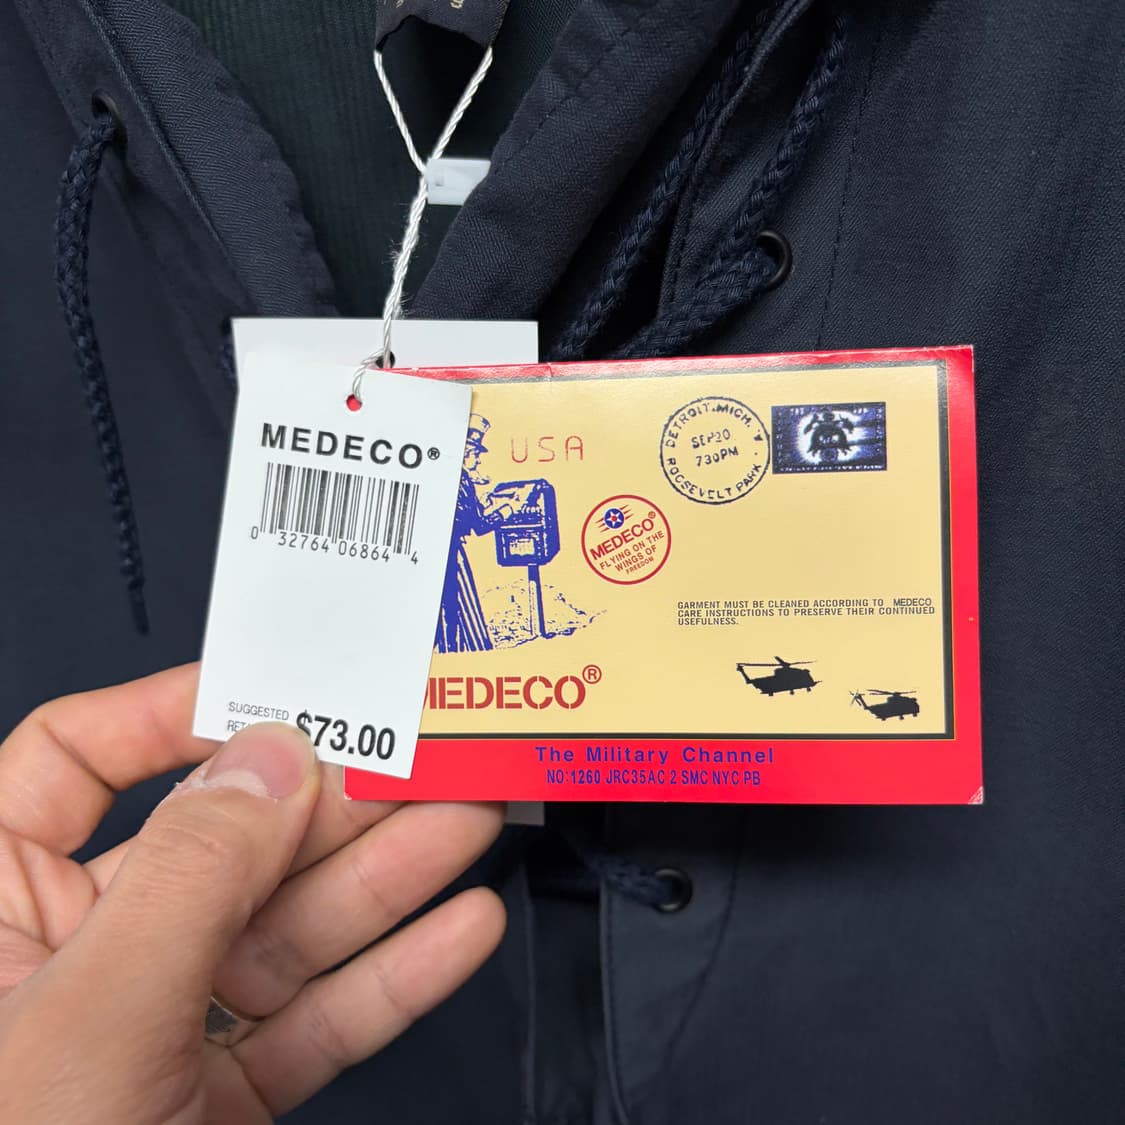 MEDECO®
0 32764 06864 4
SUGGESTED
$73.00
USA
DETROIT.MICH.
SEP20
730PM
ROOSEVELT PARK
MEDECO®
FLYING ON THE
WINGS OF
FREEDOM
GARMENT MUST BE CLEANED ACCORDING TO MEDECO
CARE INSTRUCTIONS TO PRESERVE THEIR CONTINUED
USEFULNESS.
MEDECO®
The Military Channel
NO:1260 JRC35AC 2 SMC NYC PB